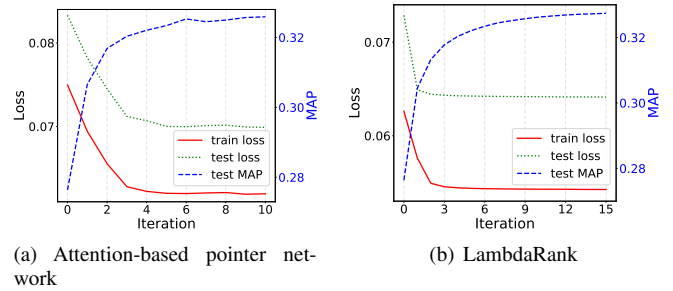 0.08
0.07
Loss
0.32
0.30
0.28
MAP
train loss
test loss
test MAP
0 2 4 6 8 10
Iteration
(a) Attention-based pointer net-
work
0.07
0.06
Loss
0.32
0.30
0.28
MAP
train loss
test loss
test MAP
0 3 6 9 12 15
Iteration
(b) LambdaRank